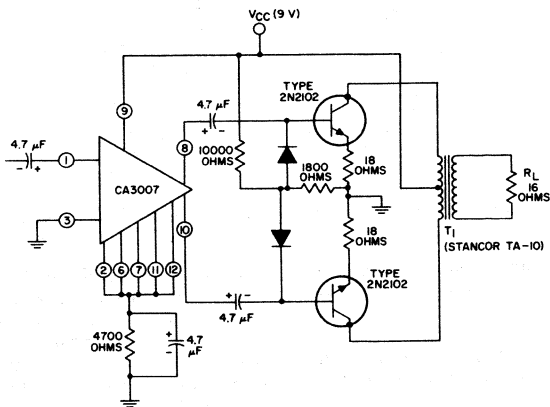 VCC (9 V)
TYPE
2N2102
4.7 µF
+ -
9
8
4.7 µF
- +
1
CA3007
10000
OHMS
1800
OHMS
18
OHMS
3
10
2 6 7 11 12
18
OHMS
RL
16
OHMS
T1
(STANCOR TA-10)
TYPE
2N2102
+ -
4.7 µF
4700
OHMS
+
-
4.7
µF